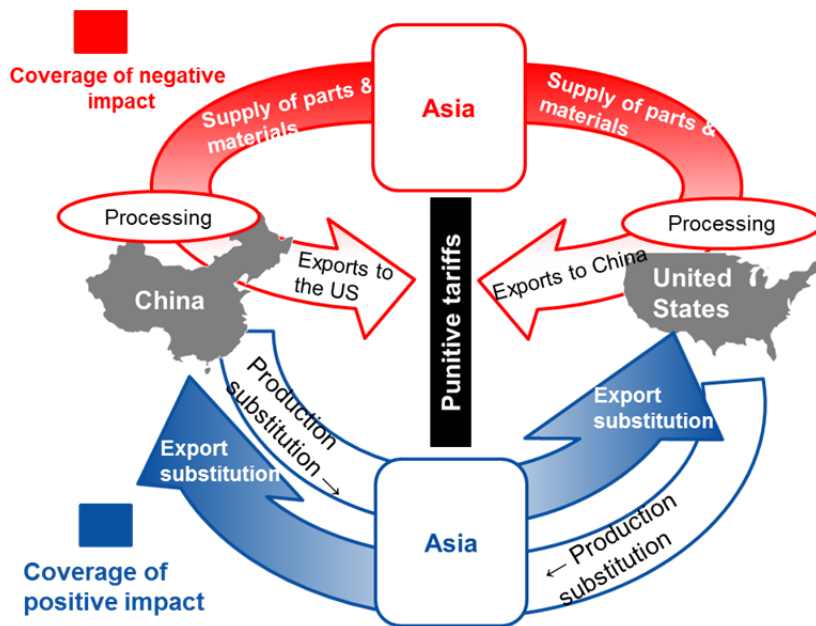 Coverage of negative
impact
Supply of parts &
materials
Asia
Supply of parts &
materials
Processing
Processing
Exports to
the US
Punitive tariffs
Exports to China
China
United
States
Production
substitution →
Export
substitution
Export
substitution
Asia
← Production
substitution
Coverage of
positive impact